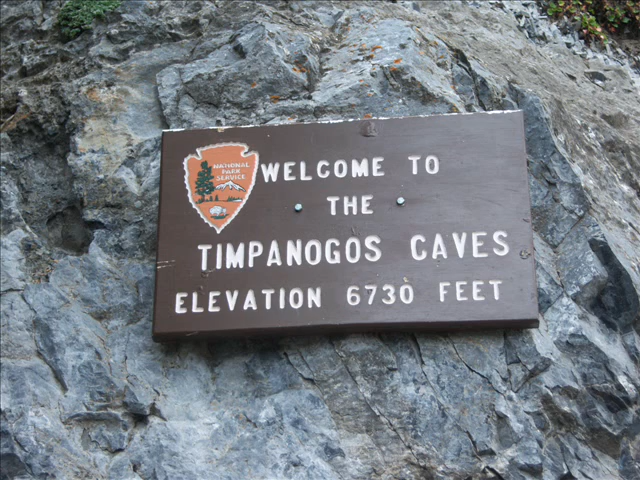 NATIONAL
PARK
SERVICE
WELCOME TO
THE
TIMPANOGOS CAVES
ELEVATION 6730 FEET